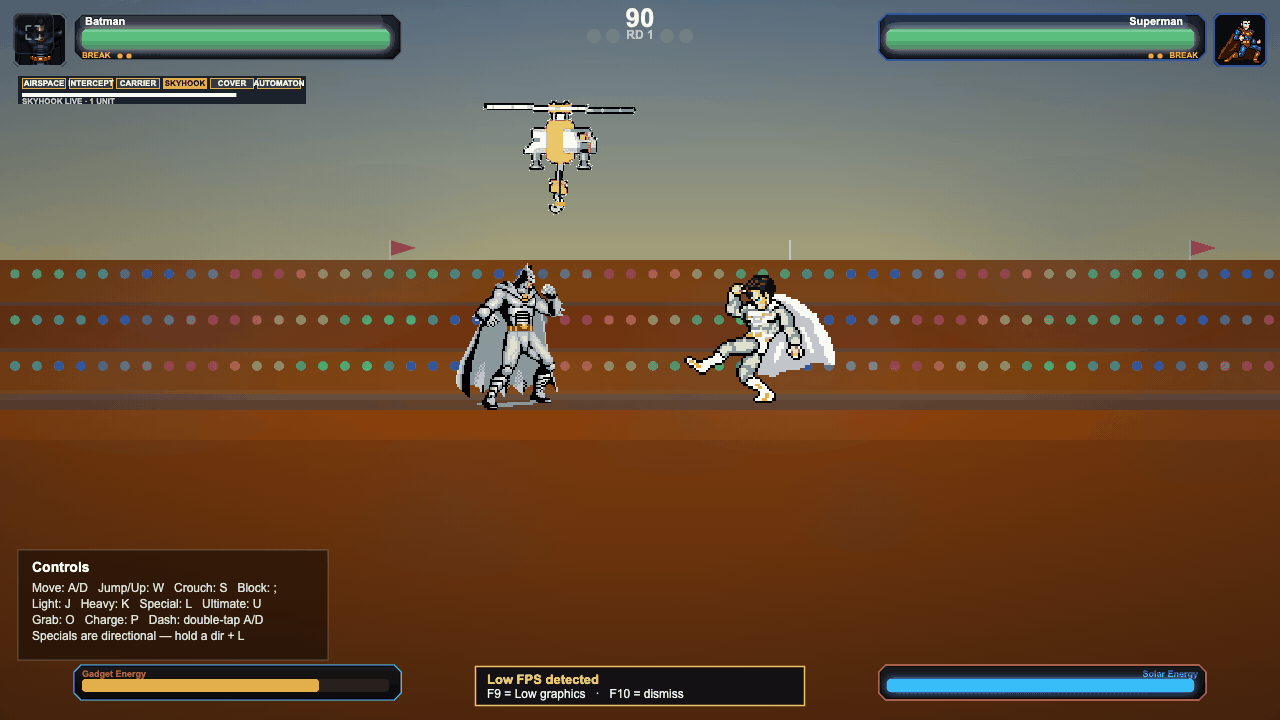 Batman
90
RD 1
Superman
BREAK
BREAK
AIRSPACE INTERCEPT CARRIER SKYHOOK COVER AUTOMATON
SKYHOOK LIVE - 1 UNIT
Controls
Move: A/D Jump/Up: W Crouch: S Block: ;
Light: J Heavy: K Special: L Ultimate: U
Grab: O Charge: P Dash: double-tap A/D
Specials are directional — hold a dir + L
Gadget Energy
Low FPS detected
F9 = Low graphics · F10 = dismiss
Solar Energy